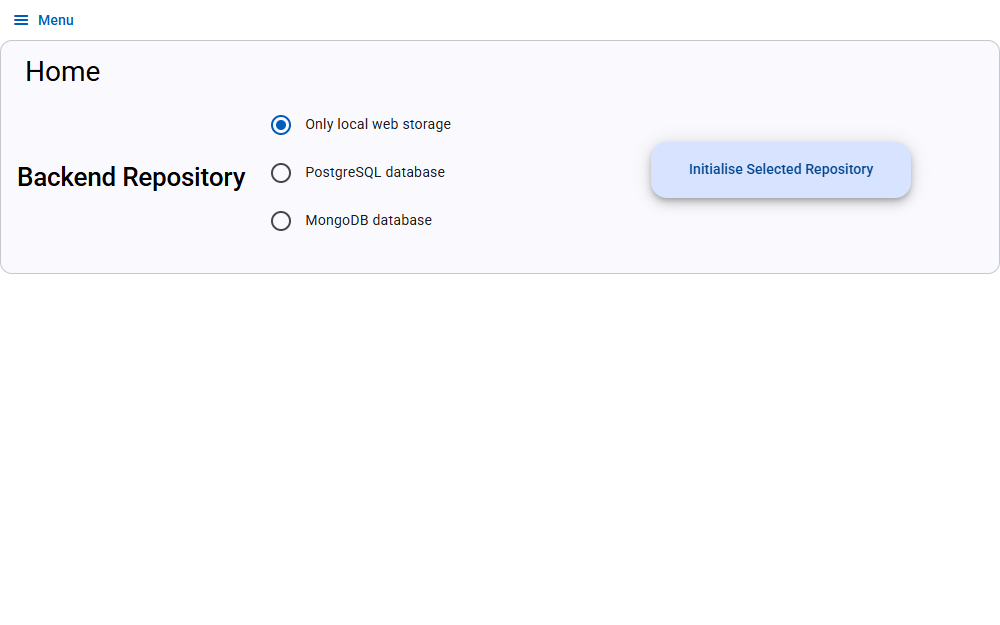 Menu
Home
Only local web storage
Backend Repository
PostgreSQL database
MongoDB database
Initialise Selected Repository